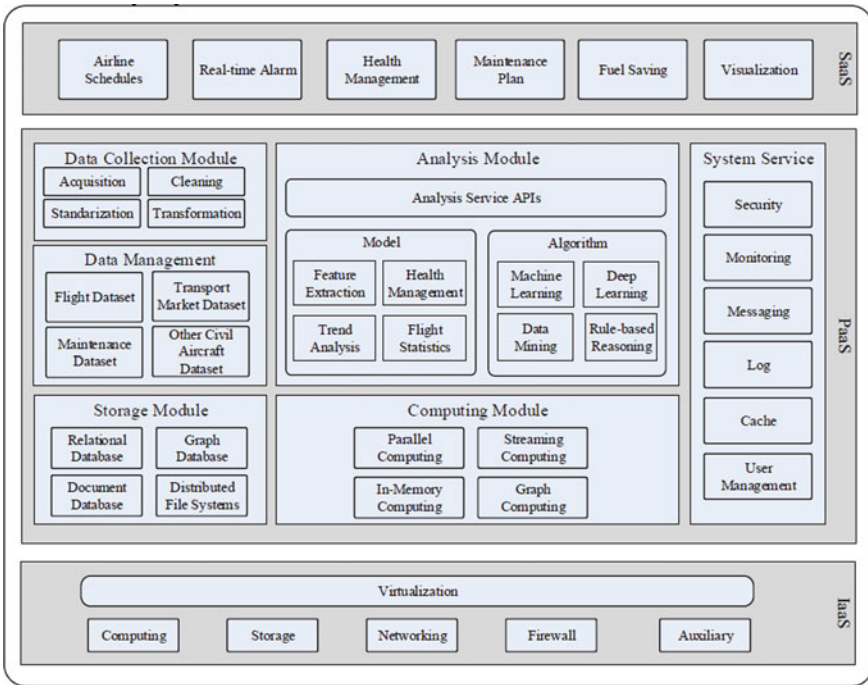 Airline
Schedules
Real-time Alarm
Health
Management
Maintenance
Plan
Fuel Saving
Visualization
SaaS
Data Collection Module
Acquisition
Cleaning
Standarization
Transformation
Data Management
Flight Dataset
Transport
Market Dataset
Maintenance
Dataset
Other Civil
Aircraft
Dataset
Storage Module
Relational
Database
Graph
Database
Document
Database
Distributed
File Systems
Analysis Module
Analysis Service APIs
Model
Feature
Extraction
Health
Management
Trend
Analysis
Flight
Statistics
Algorithm
Machine
Learning
Deep
Learning
Data
Mining
Rule-based
Reasoning
Computing Module
Parallel
Computing
Streaming
Computing
In-Memory
Computing
Graph
Computing
System Service
Security
Monitoring
Messaging
Log
Cache
User
Management
PaaS
Virtualization
Computing
Storage
Networking
Firewall
Auxiliary
IaaS